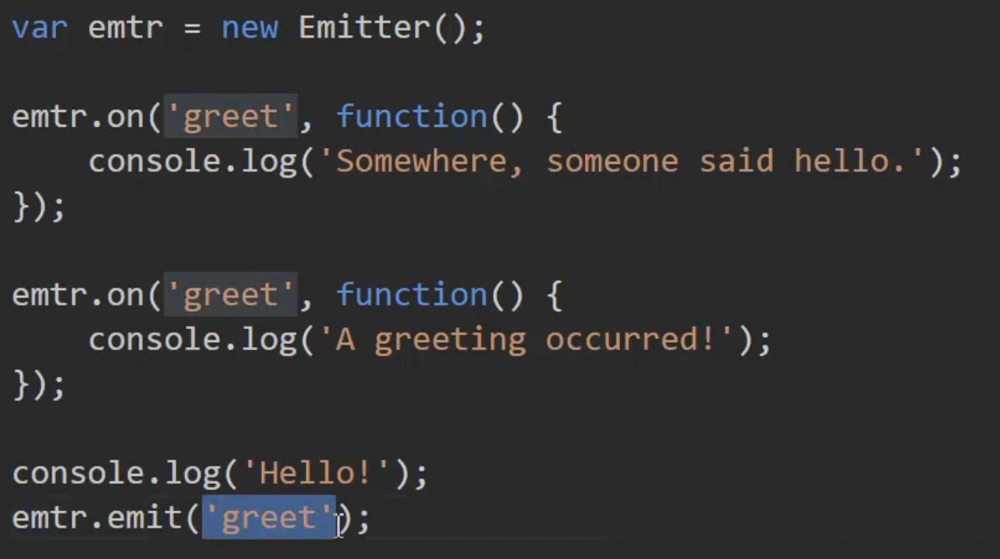 var emtr = new Emitter();
emtr.on('greet', function() {
    console.log('Somewhere, someone said hello.');
});
emtr.on('greet', function() {
    console.log('A greeting occurred!');
});
console.log('Hello!');
emtr.emit('greet');